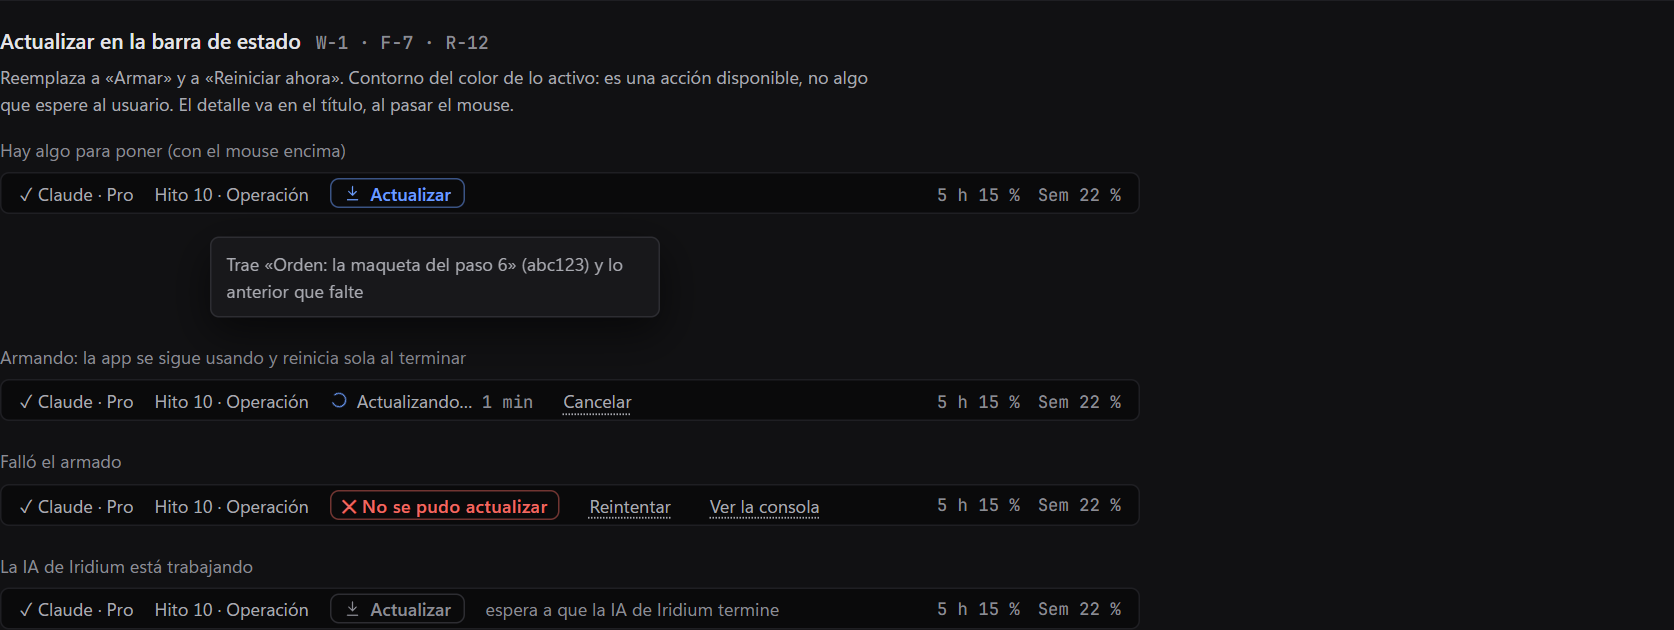 Actualizar en la barra de estado W-1 · F-7 · R-12
Reemplaza a «Armar» y a «Reiniciar ahora». Contorno del color de lo activo: es una acción disponible, no algo
que espere al usuario. El detalle va en el título, al pasar el mouse.
Hay algo para poner (con el mouse encima)
✓ Claude · Pro Hito 10 · Operación Actualizar 5 h 15 % Sem 22 %
Trae «Orden: la maqueta del paso 6» (abc123) y lo
anterior que falte
Armando: la app se sigue usando y reinicia sola al terminar
✓ Claude · Pro Hito 10 · Operación Actualizando… 1 min Cancelar 5 h 15 % Sem 22 %
Falló el armado
✓ Claude · Pro Hito 10 · Operación ✕ No se pudo actualizar Reintentar Ver la consola 5 h 15 % Sem 22 %
La IA de Iridium está trabajando
✓ Claude · Pro Hito 10 · Operación Actualizar espera a que la IA de Iridium termine 5 h 15 % Sem 22 %